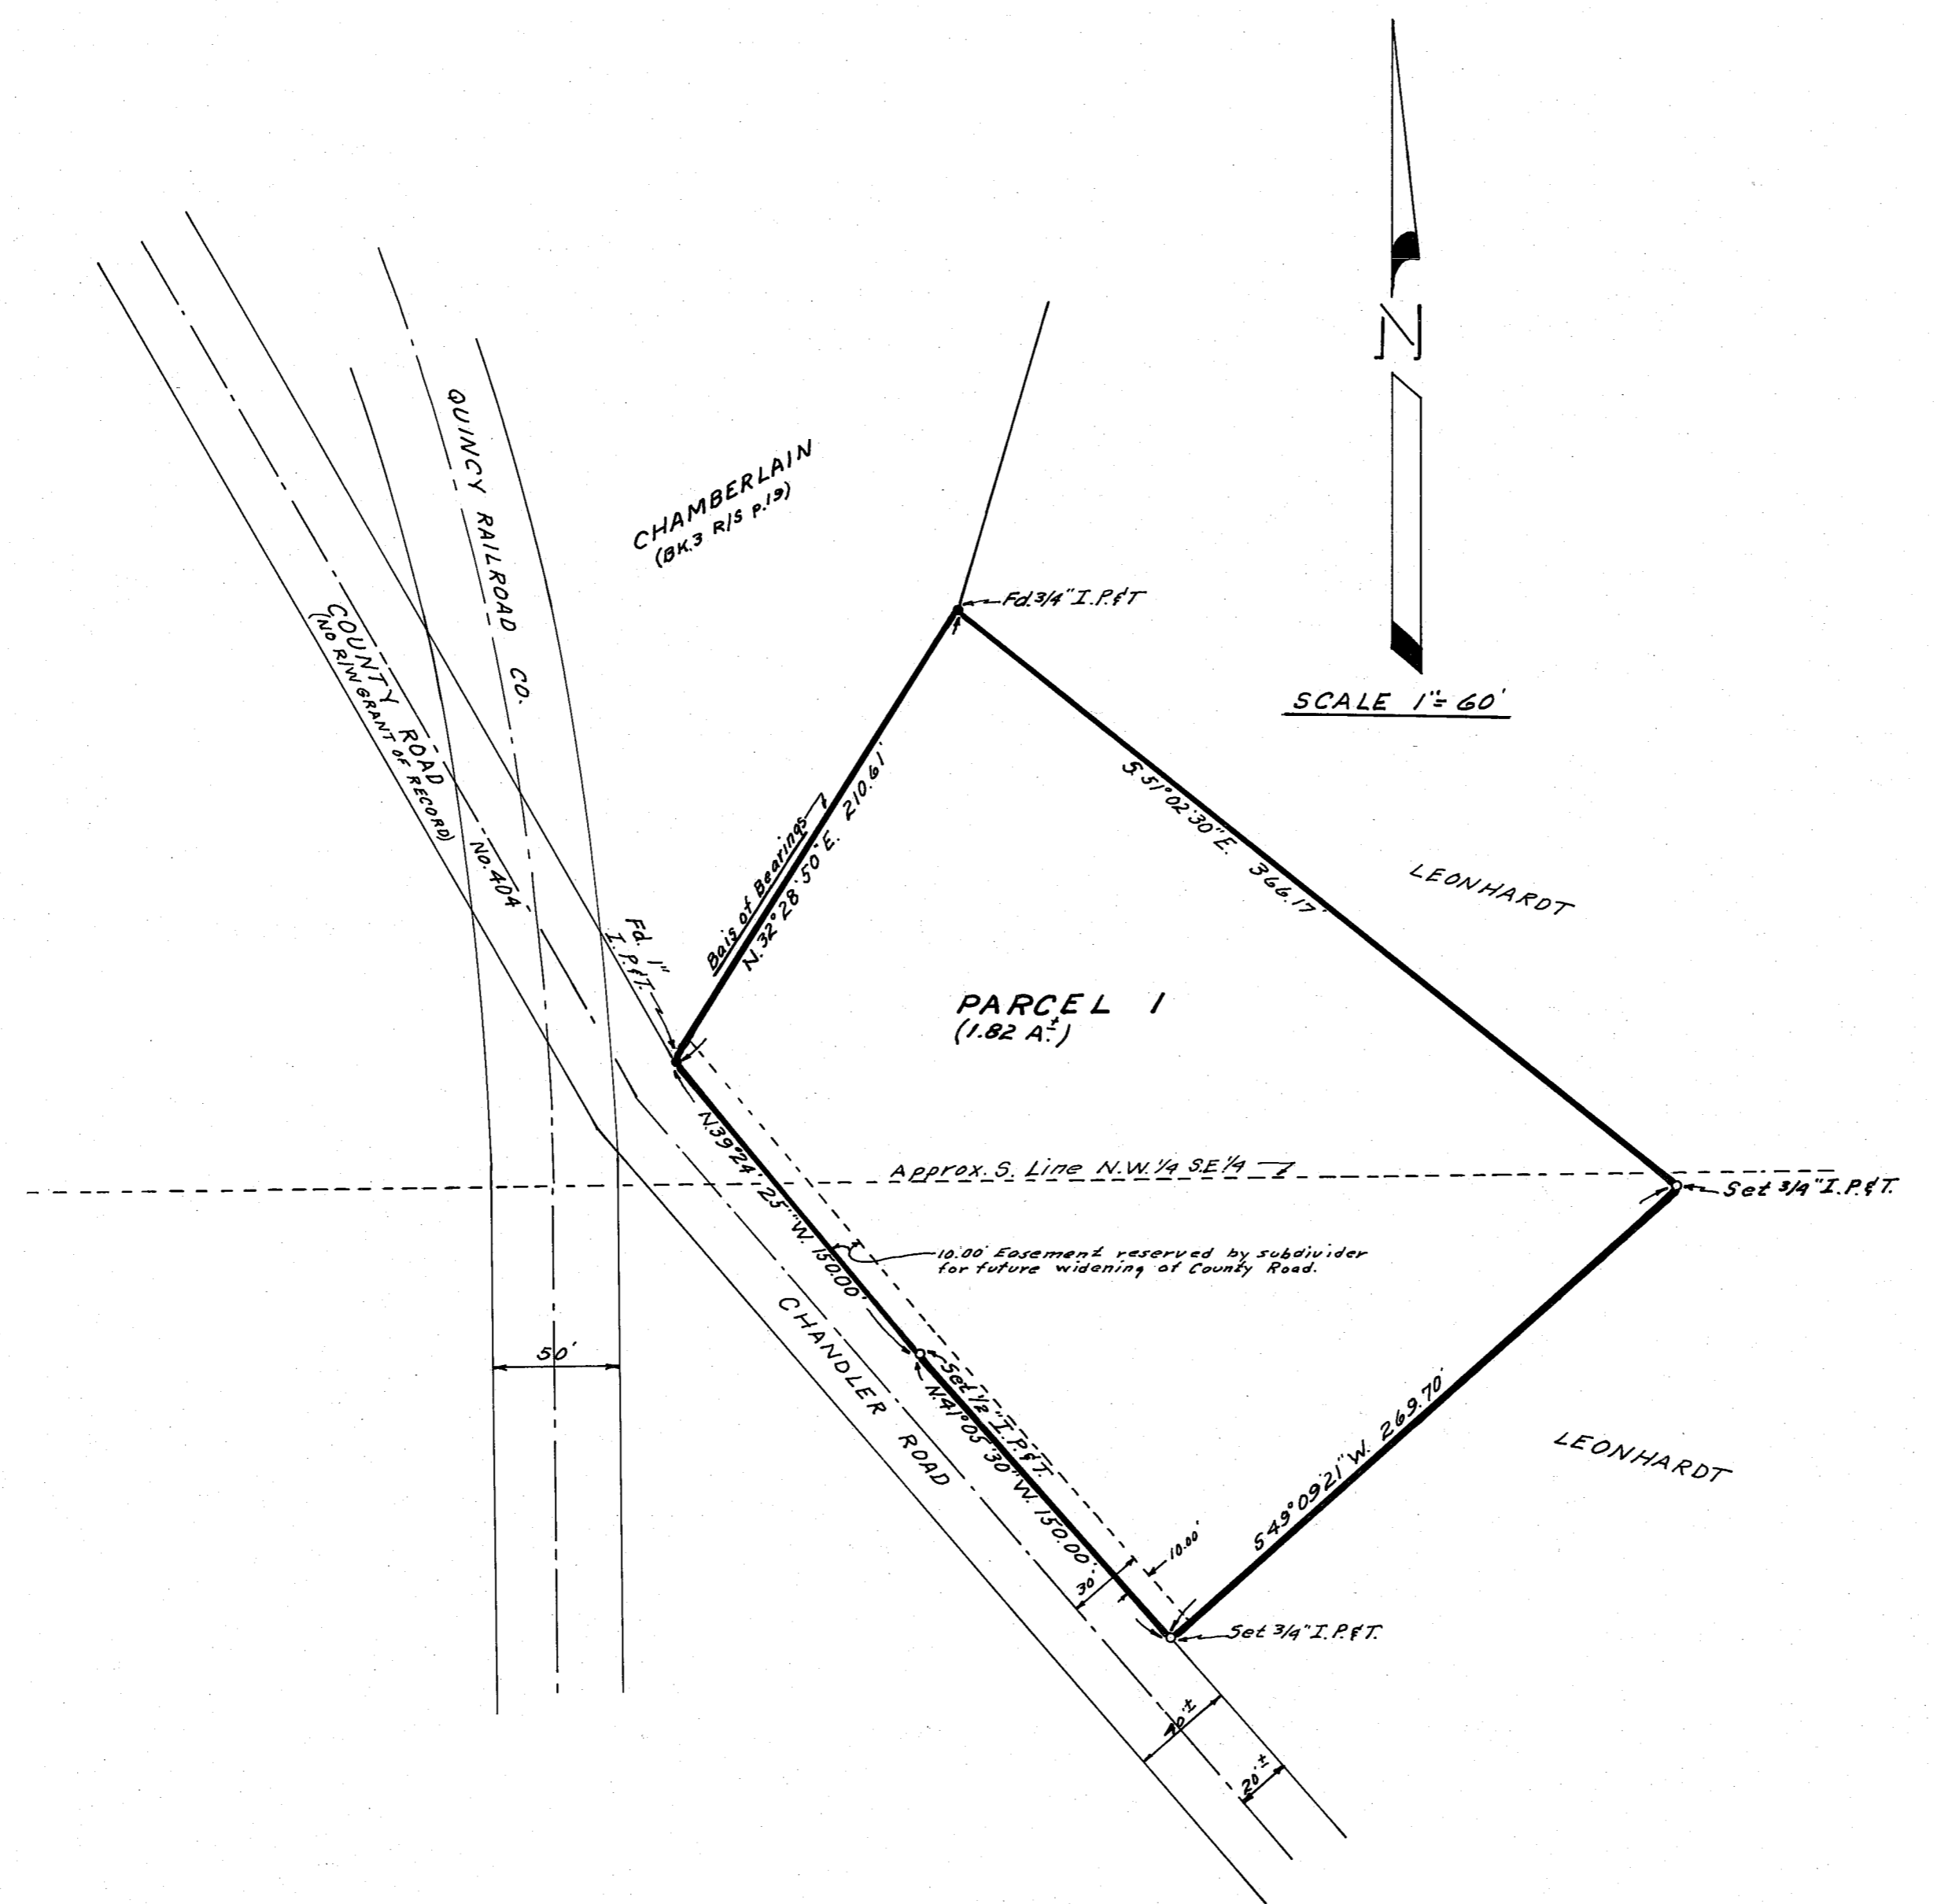 N
SCALE 1"= 60'
QUINCY RAILROAD CO.
CHAMBERLAIN
(BK.3 R/S p.19)
COUNTY ROAD NO. 404
(NO R/W GRANT OF RECORD)
Fd. 3/4" I.P.&T
Bais of Bearings
N. 32° 28' 50" E. 210.61'
S. 51° 02' 30" E. 366.17'
LEONHARDT
Fd. 1"
I.P.&T.
PARCEL 1
(1.82 A.±)
N. 39° 24' 25" W. 150.00'
Approx. S. Line N.W. 1/4 S.E 1/4
Set 3/4" I.P.&T.
10.00' Easement reserved by subdivider
for future widening of County Road.
CHANDLER ROAD
50'
Set 1/2" I.P.&T.
N. 41° 05' 30" W. 150.00'
S 49° 09' 21" W. 269.70'
LEONHARDT
10.00'
30'
Set 3/4" I.P.&T.
40'±
20'±